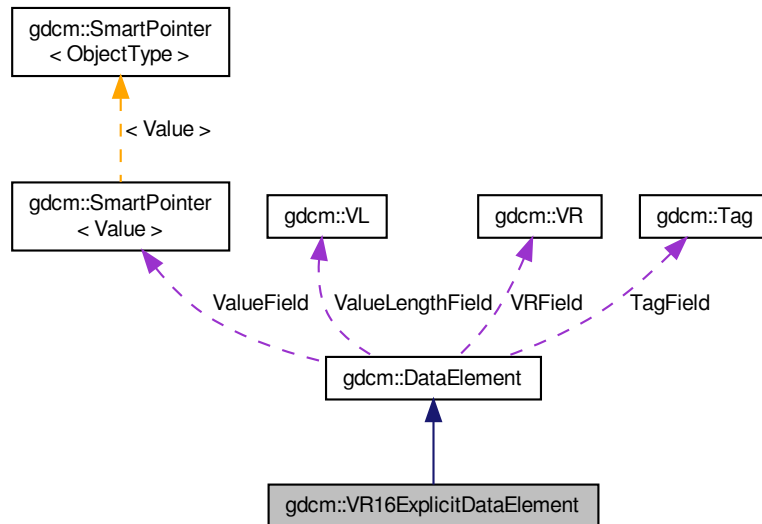 gdcm::SmartPointer
< ObjectType >
< Value >
gdcm::SmartPointer
< Value >
gdcm::VL
gdcm::VR
gdcm::Tag
ValueField
ValueLengthField
VRField
TagField
gdcm::DataElement
gdcm::VR16ExplicitDataElement